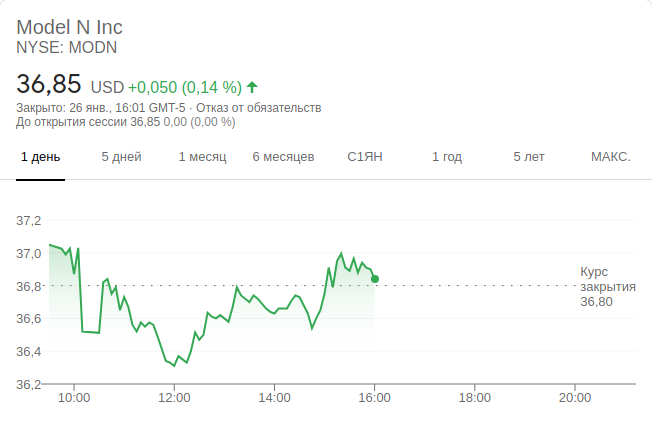 Model N Inc
NYSE: MODN
36,85 USD +0,050 (0,14 %)
Закрыто: 26 янв., 16:01 GMT-5 · Отказ от обязательств
До открытия сессии 36,85 0,00 (0,00 %)
1 день 5 дней 1 месяц 6 месяцев С1ЯН 1 год 5 лет МАКС.
37,2
37,0
36,8
36,6
36,4
36,2
Курс
закрытия
36,80
10:00 12:00 14:00 16:00 18:00 20:00